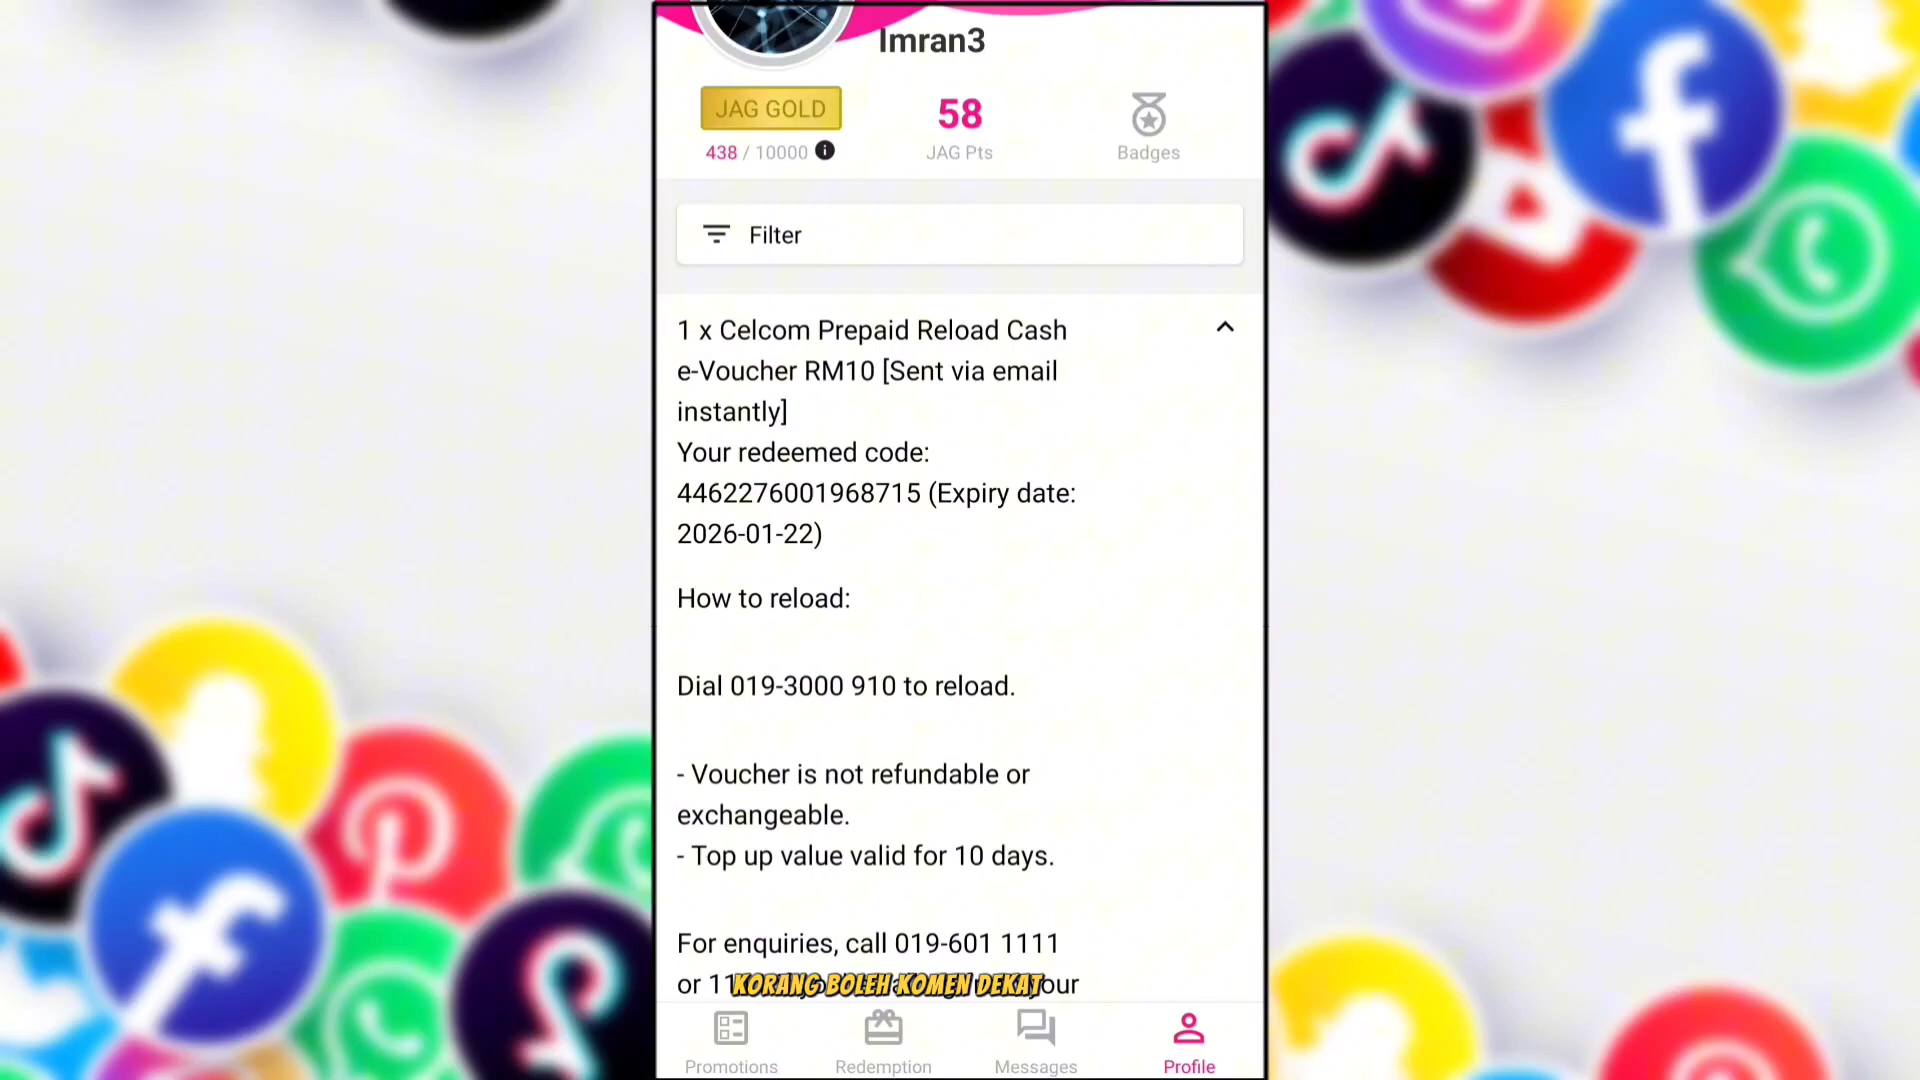 Imran3
JAG GOLD
58
438 / 10000
JAG Pts
Badges
Filter
1 x Celcom Prepaid Reload Cash
e-Voucher RM10 [Sent via email
instantly]
Your redeemed code:
4462276001968715 (Expiry date:
2026-01-22)
How to reload:
Dial 019-3000 910 to reload.
- Voucher is not refundable or
exchangeable.
- Top up value valid for 10 days.
For enquiries, call 019-601 1111
or
KORANG BOLEH KOMEN DEKAT
Promotions
Redemption
Messages
Profile